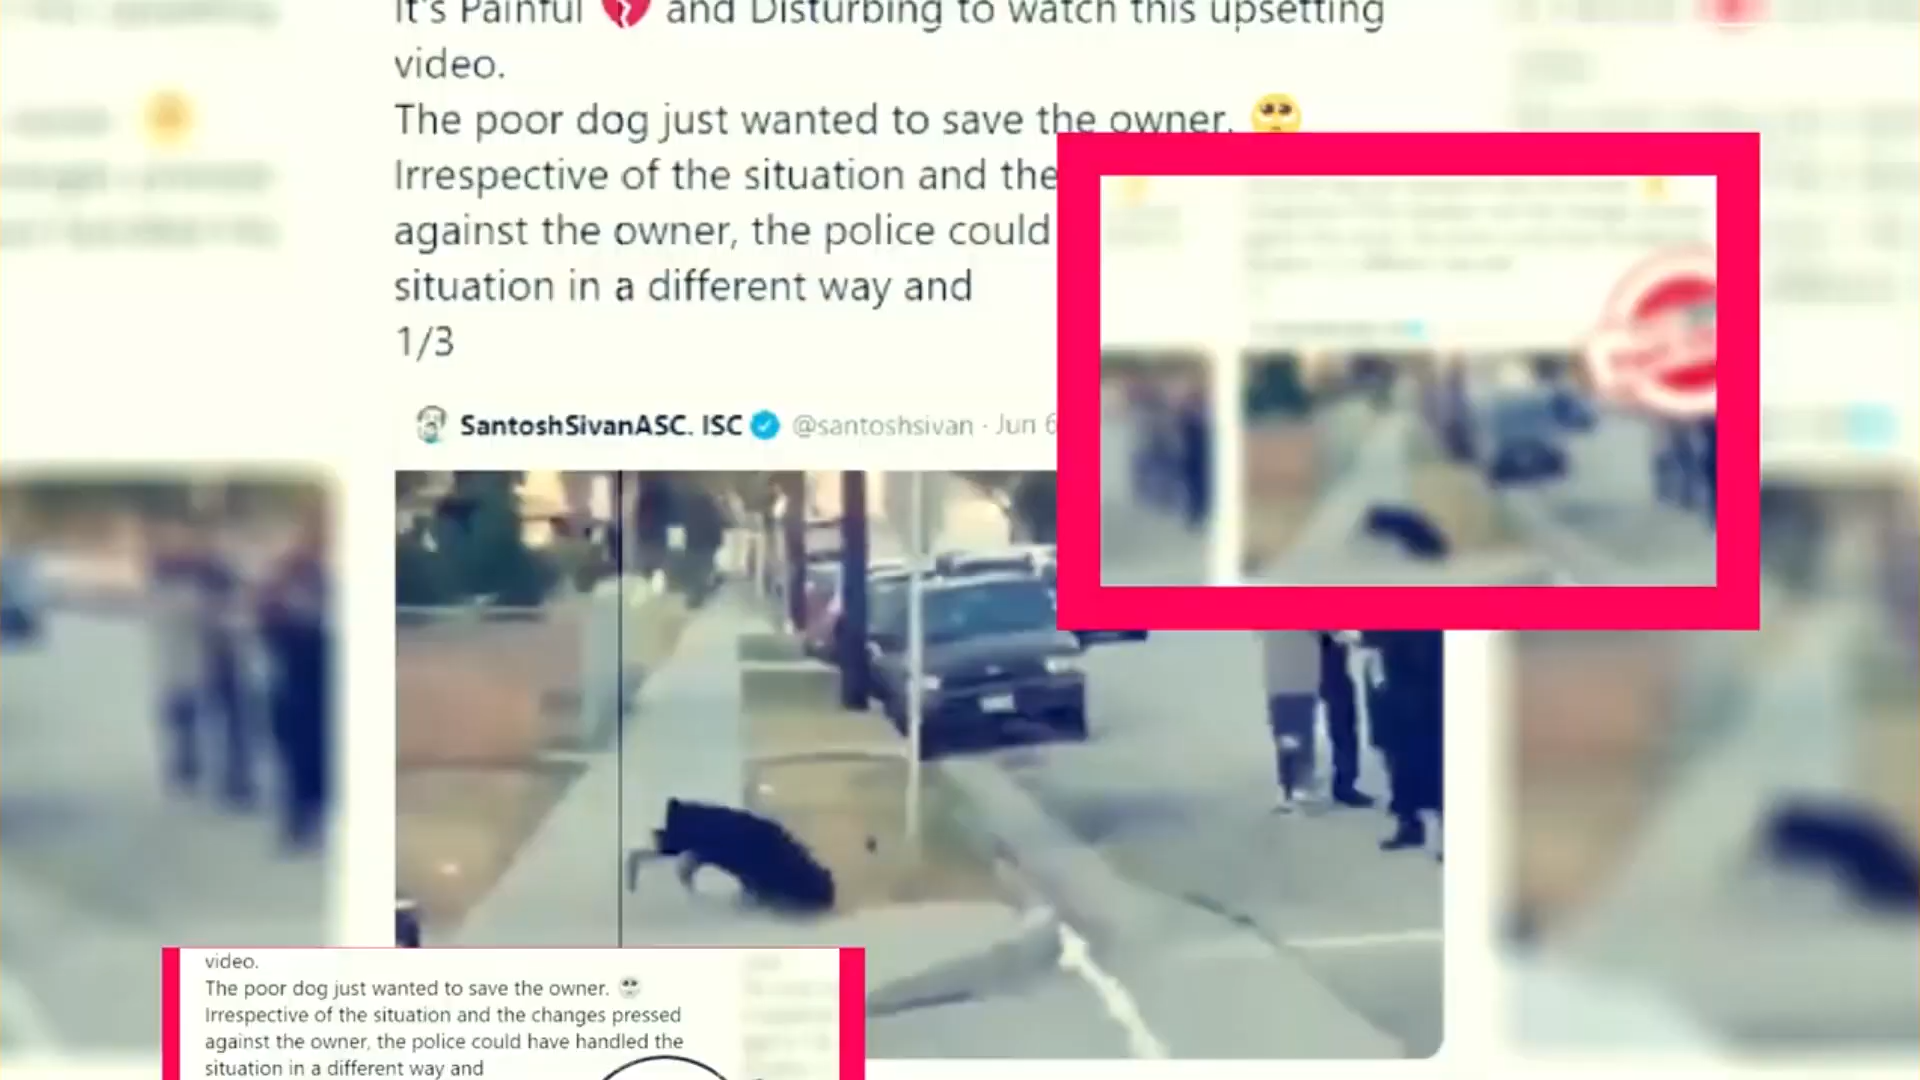 It's Painful 💔 and Disturbing to watch this upsetting
video.
The poor dog just wanted to save the owner. 🥺
Irrespective of the situation and the
against the owner, the police could
situation in a different way and
1/3
SantoshSivanASC. ISC @santoshsivan · Jun 6
video.
The poor dog just wanted to save the owner. 🥺
Irrespective of the situation and the changes pressed
against the owner, the police could have handled the
situation in a different way and